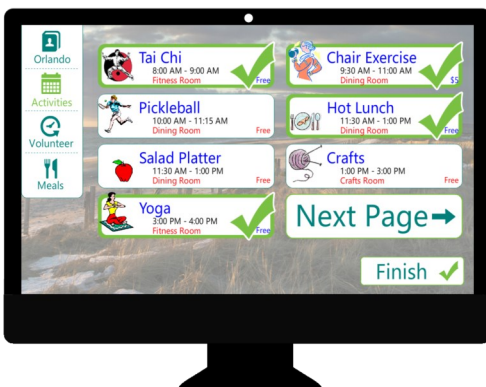 Orlando
Activities
Volunteer
Meals
Tai Chi
8:00 AM - 9:00 AM
Fitness Room
Free
Chair Exercise
9:30 AM - 11:00 AM
Dining Room
$5
Pickleball
10:00 AM - 11:15 AM
Dining Room
Free
Hot Lunch
11:30 AM - 1:00 PM
Dining Room
Free
Salad Platter
11:30 AM - 1:00 PM
Dining Room
Free
Crafts
1:00 PM - 3:00 PM
Crafts Room
Free
Yoga
3:00 PM - 4:00 PM
Fitness Room
Free
Next Page
Finish